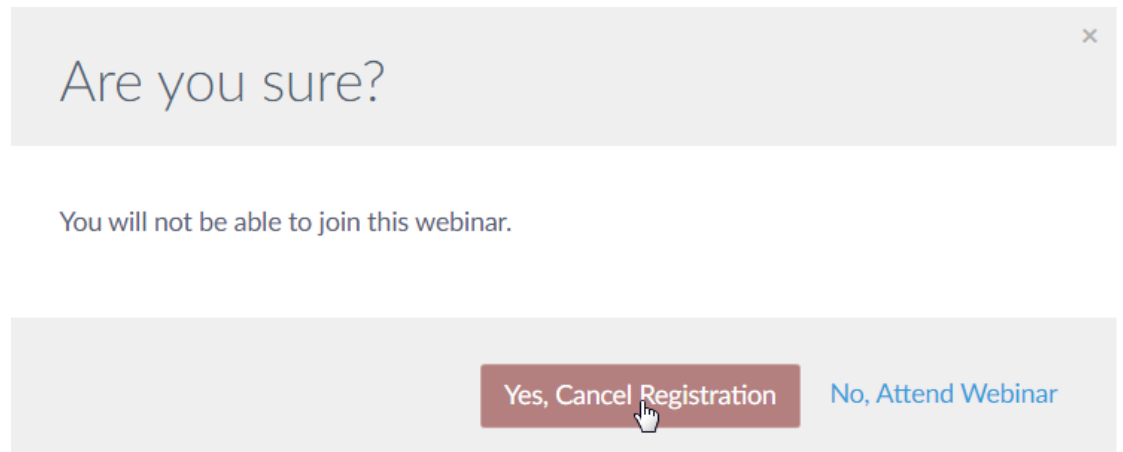 ×
Are you sure?
You will not be able to join this webinar.
Yes, Cancel Registration
No, Attend Webinar